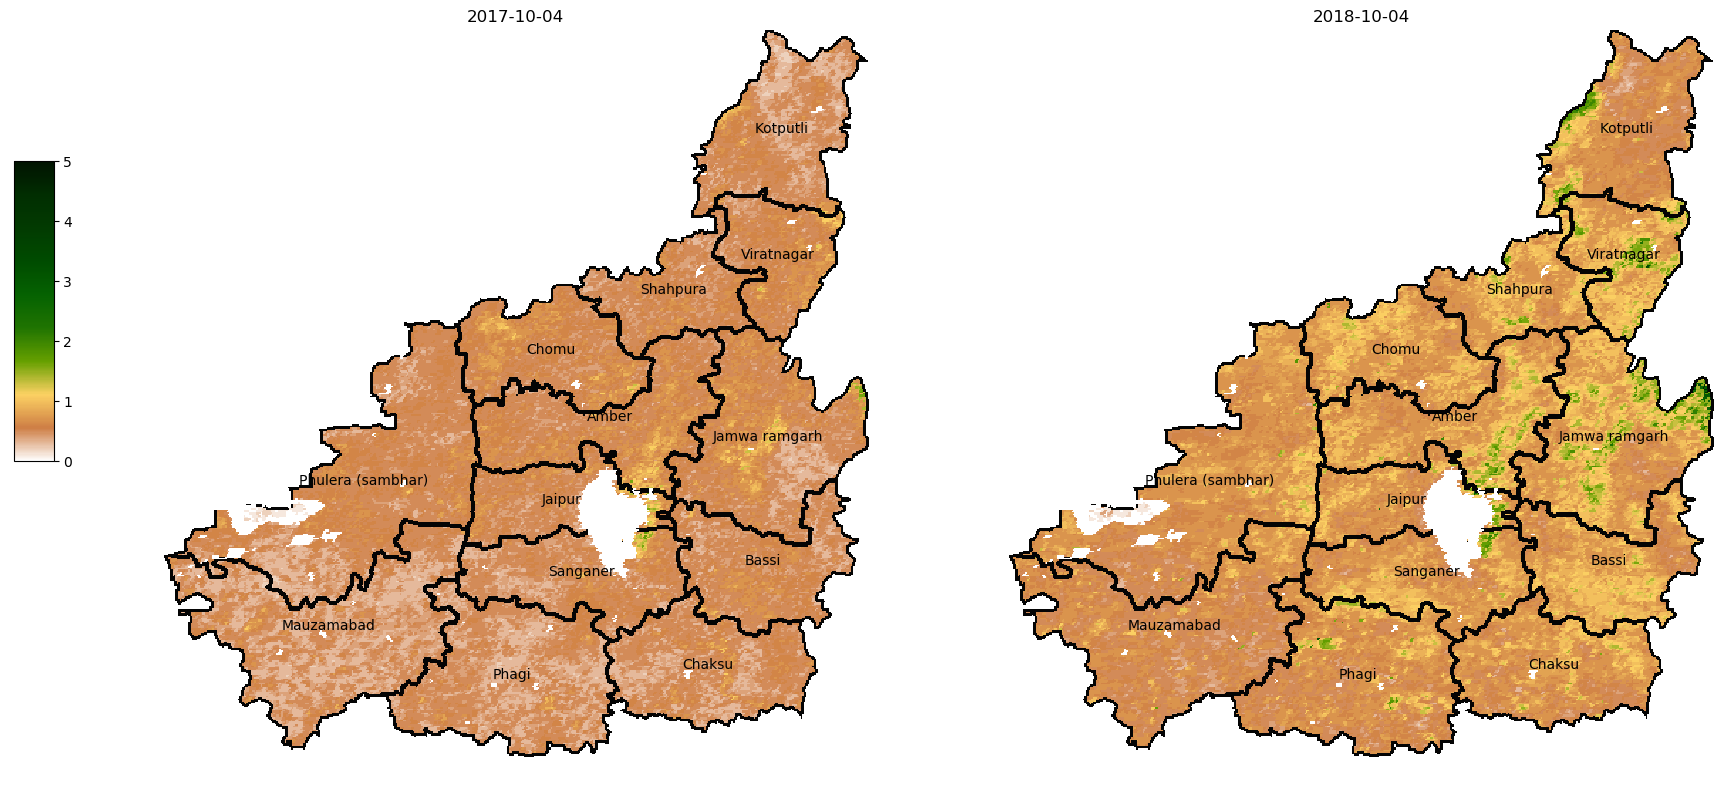 2017-10-04
2018-10-04
5
4
3
2
1
0
Kotputli
Viratnagar
Shahpura
Chomu
Amber
Jamwa ramgarh
Phulera (sambhar)
Jaipur
Bassi
Sanganer
Mauzamabad
Chaksu
Phagi
Kotputli
Viratnagar
Shahpura
Chomu
Amber
Jamwa ramgarh
Phulera (sambhar)
Jaipur
Bassi
Sanganer
Mauzamabad
Chaksu
Phagi